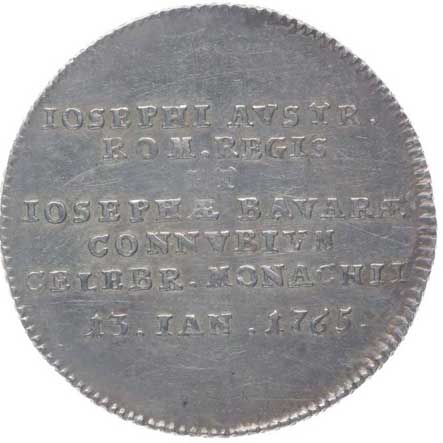 IOSEPHI AVSTR.
ROM. REGIS
ET
IOSEPHÆ BAVARÆ
CONNVBIVM
CELEBR. MONACHII
13. IAN. 1765.